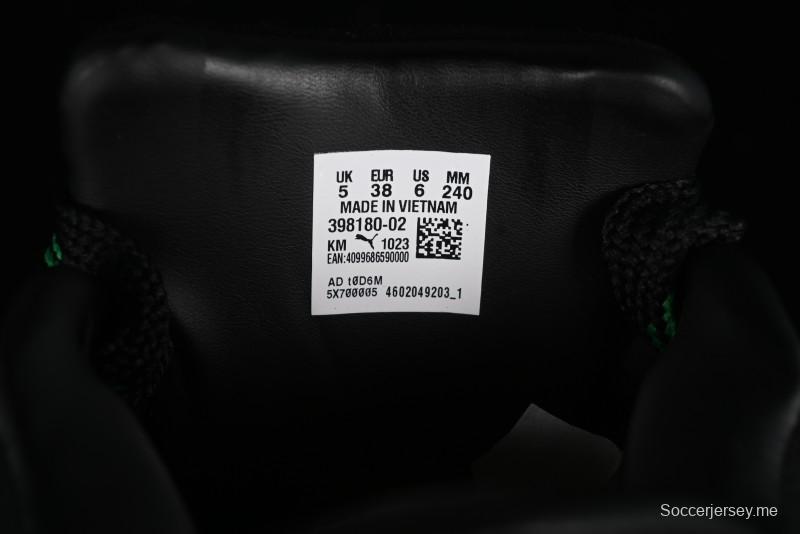 UK EUR US MM
5 38 6 240
MADE IN VIETNAM
398180-02
KM 1023
EAN:4099686590000
AD t0D6M
5X700005 4602049203_1
Soccerjersey.me